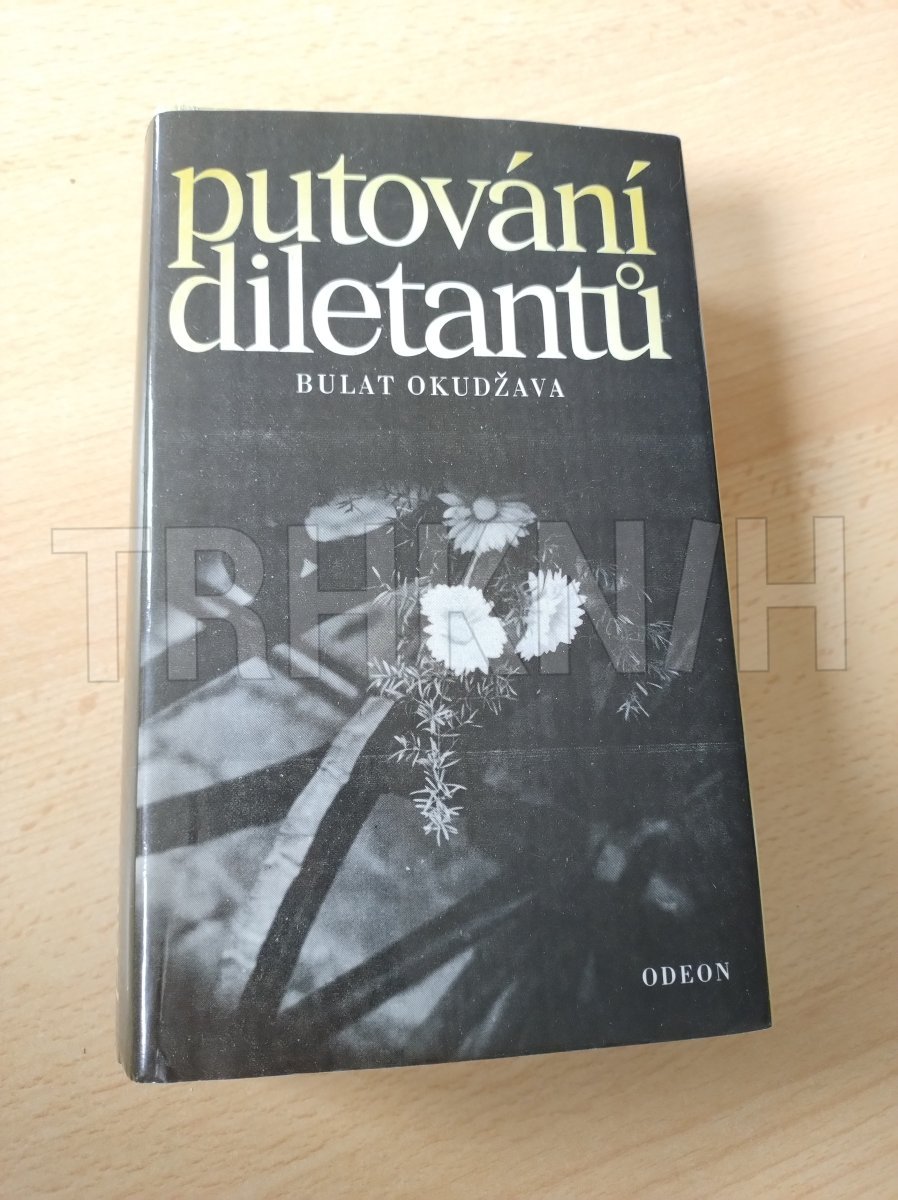 putování
diletantů
BULAT OKUDŽAVA
TRHKNIH
ODEON